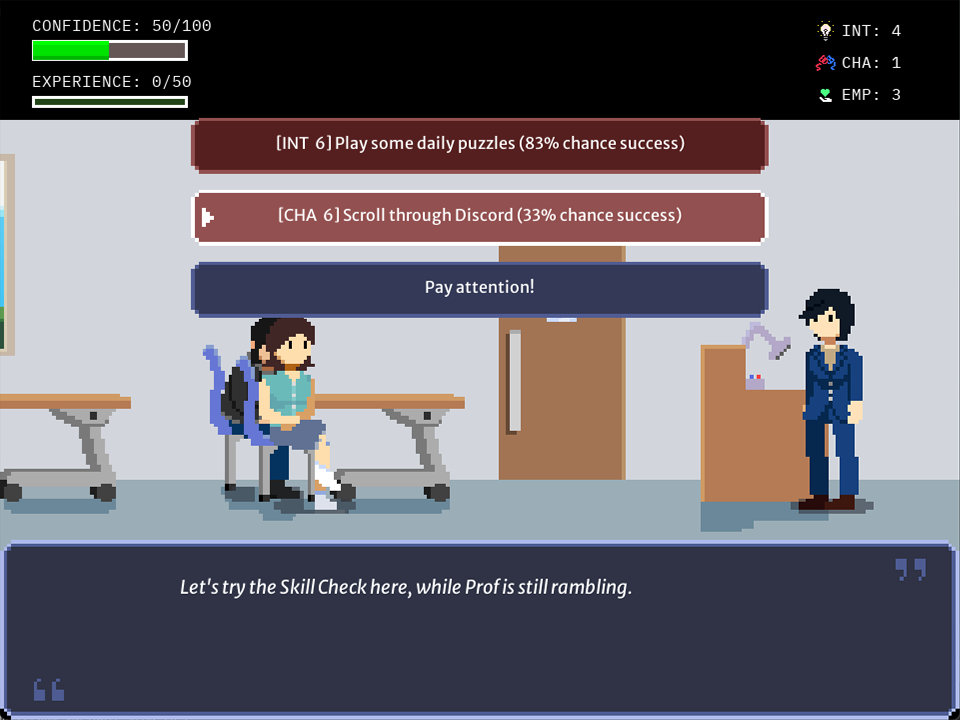 CONFIDENCE: 50/100
EXPERIENCE: 0/50
INT: 4
CHA: 1
EMP: 3
[INT 6] Play some daily puzzles (83% chance success)
[CHA 6] Scroll through Discord (33% chance success)
Pay attention!
Let's try the Skill Check here, while Prof is still rambling.